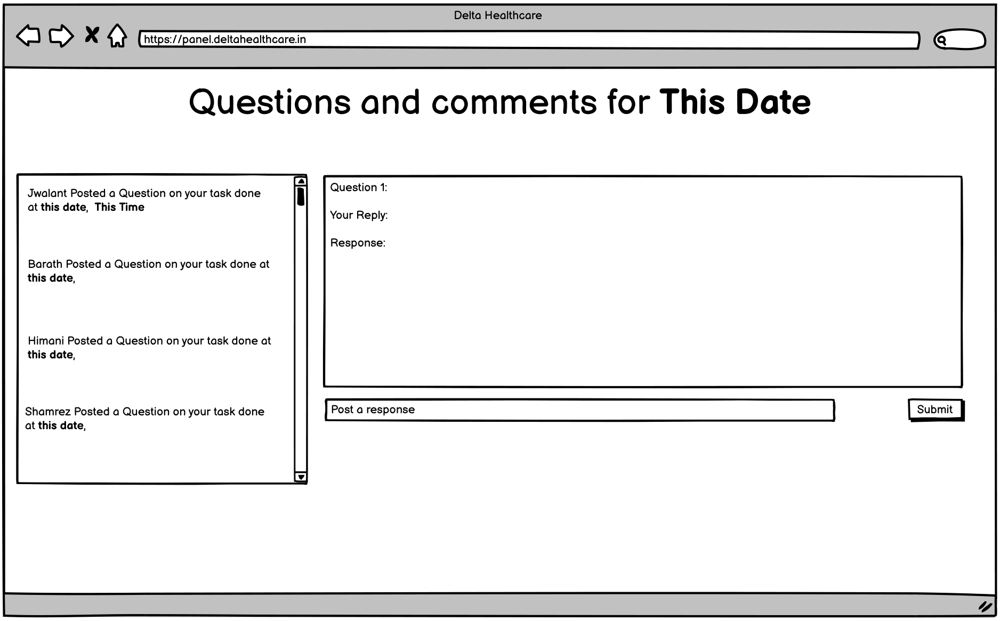 Delta Healthcare
https://panel.deltahealthcare.in
Questions and comments for This Date
Jwalant Posted a Question on your task done
at this date,  This Time
Barath Posted a Question on your task done at
this date,
Himani Posted a Question on your task done at
this date,
Shamrez Posted a Question on your task done
at this date,
Question 1:
Your Reply:
Response:
Post a response
Submit